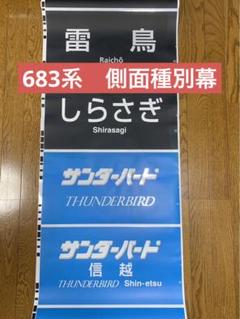 雷鳥
Raichō
683系 側面種別幕
しらさぎ
Shirasagi
サンダーバード
THUNDERBIRD
サンダーバード
信越
THUNDERBIRD Shin-etsu